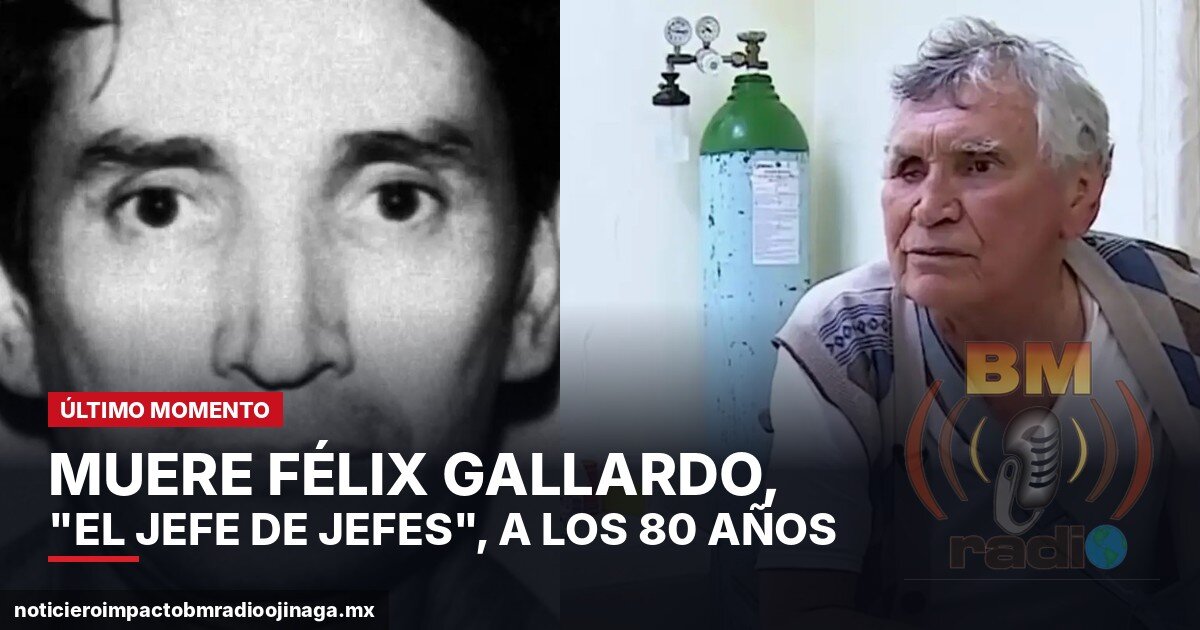 ÚLTIMO MOMENTO
MUERE FÉLIX GALLARDO,
"EL JEFE DE JEFES", A LOS 80 AÑOS
BM
radio
noticieroimpactobmradioojinaga.mx